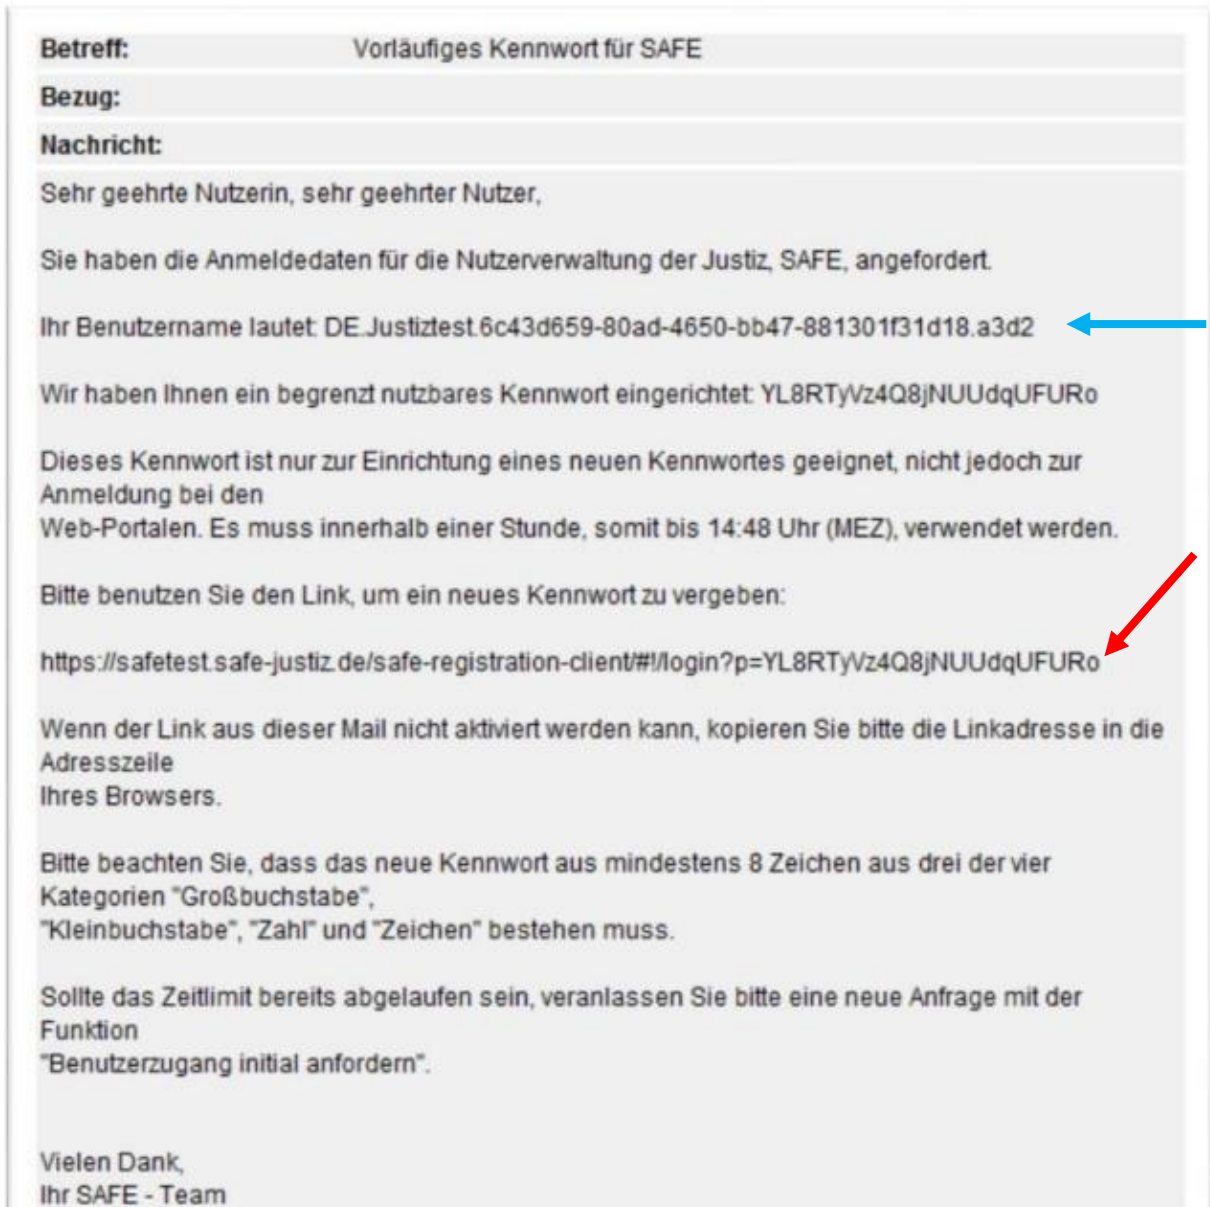 Betreff: Vorläufiges Kennwort für SAFE
Bezug:
Nachricht:
Sehr geehrte Nutzerin, sehr geehrter Nutzer,
Sie haben die Anmeldedaten für die Nutzerverwaltung der Justiz, SAFE, angefordert.
Ihr Benutzername lautet: DE.Justiztest.6c43d659-80ad-4650-bb47-881301f31d18.a3d2
Wir haben Ihnen ein begrenzt nutzbares Kennwort eingerichtet: YL8RTyVz4Q8jNUUdqUFURo
Dieses Kennwort ist nur zur Einrichtung eines neuen Kennwortes geeignet, nicht jedoch zur
Anmeldung bei den
Web-Portalen. Es muss innerhalb einer Stunde, somit bis 14:48 Uhr (MEZ), verwendet werden.
Bitte benutzen Sie den Link, um ein neues Kennwort zu vergeben:
https://safetest.safe-justiz.de/safe-registration-client/#!/login?p=YL8RTyVz4Q8jNUUdqUFURo
Wenn der Link aus dieser Mail nicht aktiviert werden kann, kopieren Sie bitte die Linkadresse in die
Adresszeile
Ihres Browsers.
Bitte beachten Sie, dass das neue Kennwort aus mindestens 8 Zeichen aus drei der vier
Kategorien "Großbuchstabe",
"Kleinbuchstabe", "Zahl" und "Zeichen" bestehen muss.
Sollte das Zeitlimit bereits abgelaufen sein, veranlassen Sie bitte eine neue Anfrage mit der
Funktion
"Benutzerzugang initial anfordern".
Vielen Dank,
Ihr SAFE - Team